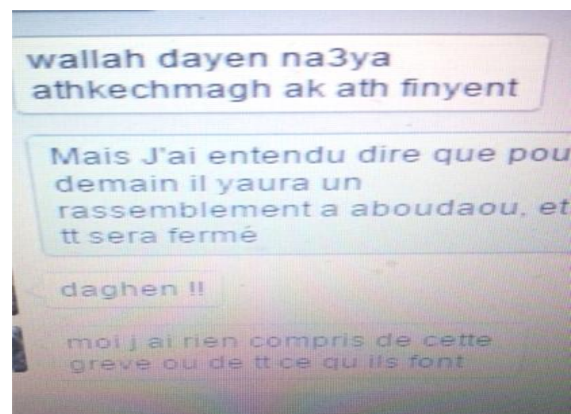 wallah dayen na3ya
athkechmagh ak ath finyent
Mais J'ai entendu dire que pou
demain il yaura un
rassemblement a aboudaou, et
tt sera fermé
daghen !!
moi j ai rien compris de cette
greve ou de tt ce qu ils font